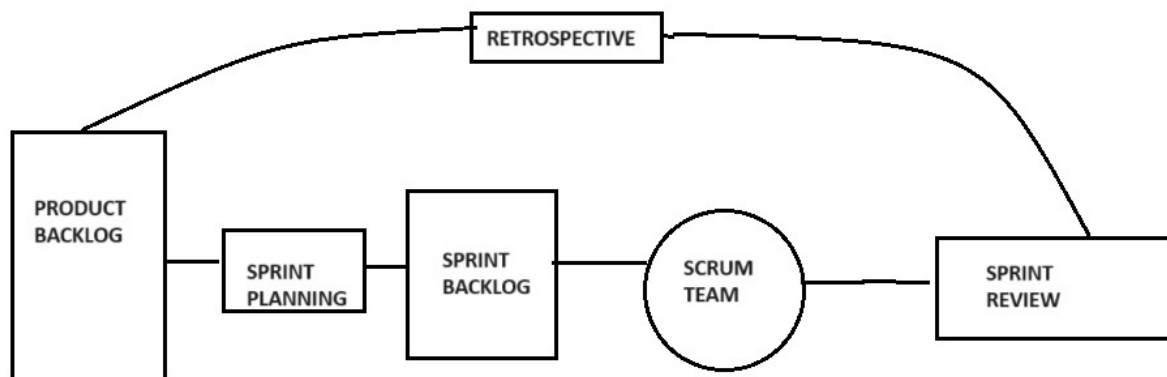 RETROSPECTIVE
PRODUCT
BACKLOG
SPRINT
PLANNING
SPRINT
BACKLOG
SCRUM
TEAM
SPRINT
REVIEW